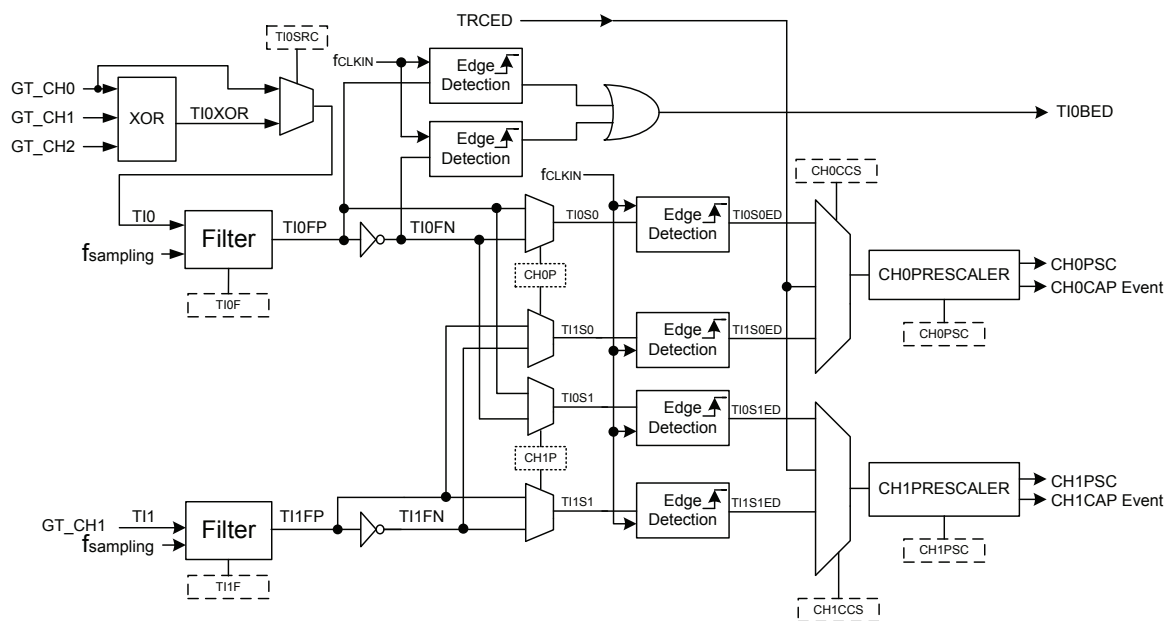 TRCED
TI0SRC
fCLKIN
Edge
Detection
GT_CH0
GT_CH1
GT_CH2
XOR
TI0XOR
TI0BED
Edge
Detection
fCLKIN
CH0CCS
TI0
fsampling
Filter
TI0FP
TI0FN
TI0S0
Edge
Detection
TI0S0ED
CH0PRESCALER
CH0PSC
CH0CAP Event
TI0F
CH0P
CH0PSC
TI1S0
Edge
Detection
TI1S0ED
TI0S1
Edge
Detection
TI0S1ED
CH1P
CH1PRESCALER
CH1PSC
CH1CAP Event
GT_CH1
TI1
fsampling
Filter
TI1FP
TI1FN
TI1S1
Edge
Detection
TI1S1ED
CH1PSC
TI1F
CH1CCS